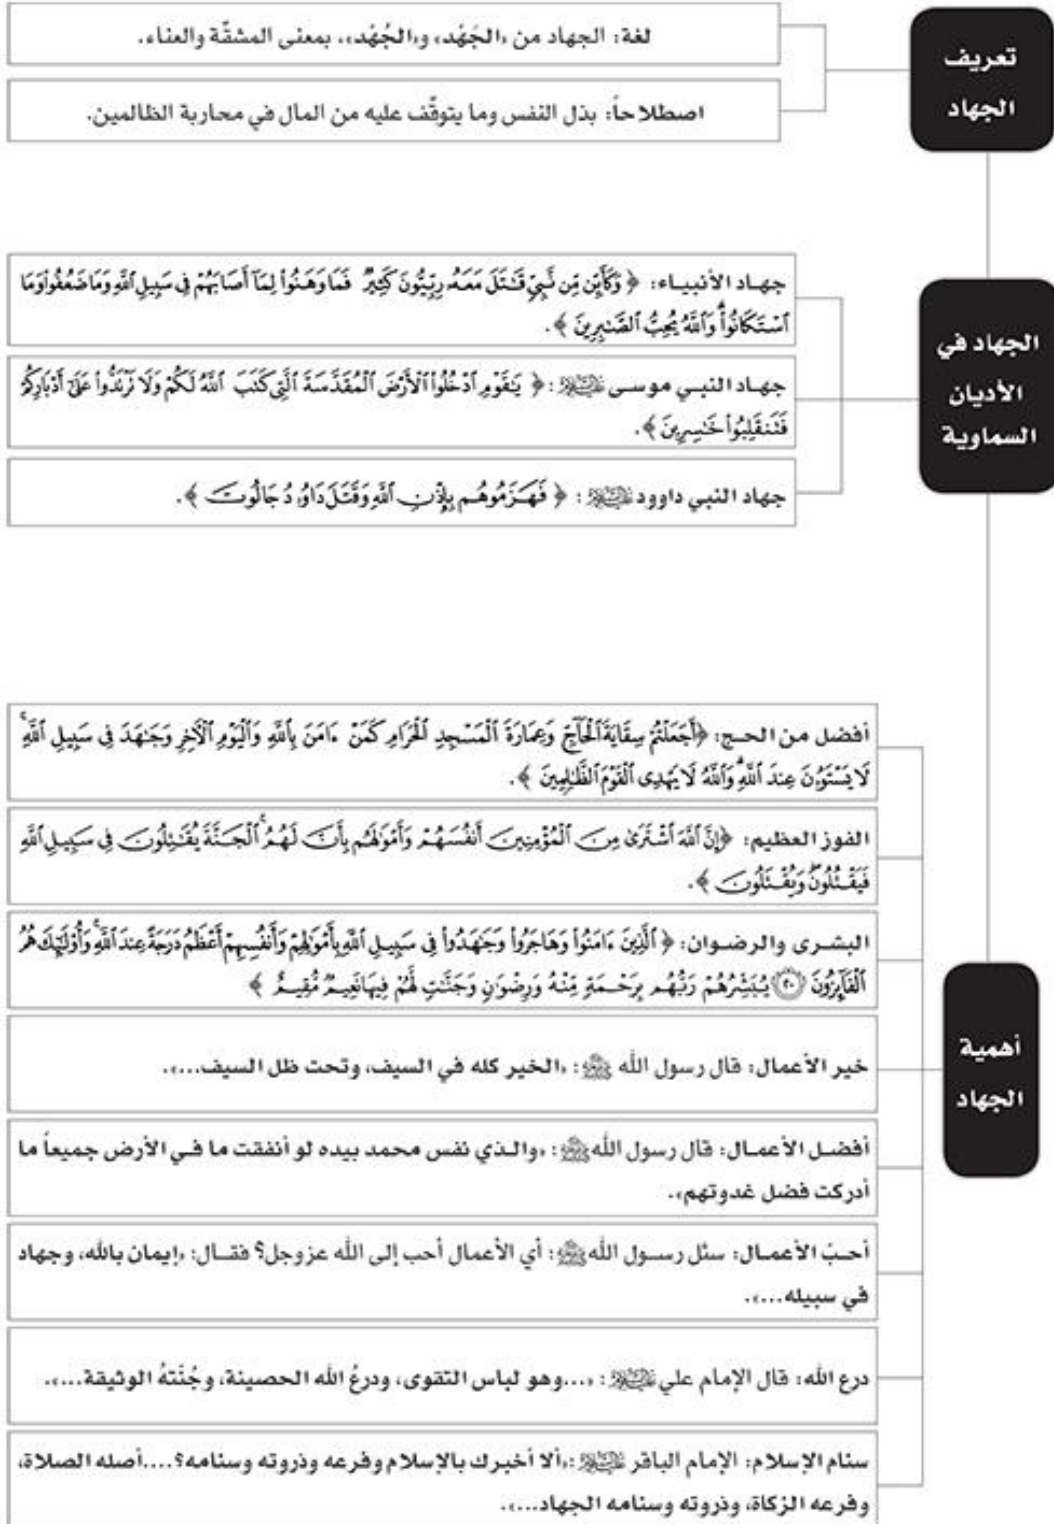 تعريف
الجهاد
لغة: الجهاد من «الجَهْد» و«الجُهْد»، بمعنى المشقّة والعناء.
اصطلاحاً: بذل النفس وما يتوقّف عليه من المال في محاربة الظالمين.
الجهاد في
الأديان
السماوية
جهاد الأنبياء: ﴿ وَكَأَيِّن مِّن نَّبِيٍّ قَٰتَلَ مَعَهُۥ رِبِّيُّونَ كَثِيرٌ فَمَا وَهَنُوا۟ لِمَآ أَصَابَهُمْ فِى سَبِيلِ ٱللَّهِ وَمَا ضَعُفُوا۟ وَمَا
ٱسْتَكَانُوا۟ وَٱللَّهُ يُحِبُّ ٱلصَّٰبِرِينَ ﴾.
جهاد النبي موسى عليه السلام: ﴿ يَٰقَوْمِ ٱدْخُلُوا۟ ٱلْأَرْضَ ٱلْمُقَدَّسَةَ ٱلَّتِى كَتَبَ ٱللَّهُ لَكُمْ وَلَا تَرْتَدُّوا۟ عَلَىٰٓ أَدْبَارِكُمْ
فَتَنقَلِبُوا۟ خَٰسِرِينَ ﴾.
جهاد النبي داوود عليه السلام: ﴿ فَهَزَمُوهُم بِإِذْنِ ٱللَّهِ وَقَتَلَ دَاوُۥدُ جَالُوتَ ﴾.
أهمية
الجهاد
أفضل من الحج: ﴿أَجَعَلْتُمْ سِقَايَةَ ٱلْحَآجِّ وَعِمَارَةَ ٱلْمَسْجِدِ ٱلْحَرَامِ كَمَنْ ءَامَنَ بِٱللَّهِ وَٱلْيَوْمِ ٱلْءَاخِرِ وَجَٰهَدَ فِى سَبِيلِ ٱللَّهِ
لَا يَسْتَوُۥنَ عِندَ ٱللَّهِ وَٱللَّهُ لَا يَهْدِى ٱلْقَوْمَ ٱلظَّٰلِمِينَ ﴾.
الفوز العظيم: ﴿إِنَّ ٱللَّهَ ٱشْتَرَىٰ مِنَ ٱلْمُؤْمِنِينَ أَنفُسَهُمْ وَأَمْوَٰلَهُم بِأَنَّ لَهُمُ ٱلْجَنَّةَ يُقَٰتِلُونَ فِى سَبِيلِ ٱللَّهِ
فَيَقْتُلُونَ وَيُقْتَلُونَ ﴾.
البشرى والرضوان: ﴿ ٱلَّذِينَ ءَامَنُوا۟ وَهَاجَرُوا۟ وَجَٰهَدُوا۟ فِى سَبِيلِ ٱللَّهِ بِأَمْوَٰلِهِمْ وَأَنفُسِهِمْ أَعْظَمُ دَرَجَةً عِندَ ٱللَّهِ وَأُو۟لَٰٓئِكَ هُمُ
ٱلْفَآئِزُونَ ﴿٢٠﴾ يُبَشِّرُهُمْ رَبُّهُم بِرَحْمَةٍ مِّنْهُ وَرِضْوَٰنٍ وَجَنَّٰتٍ لَّهُمْ فِيهَا نَعِيمٌ مُّقِيمٌ ﴾
خير الأعمال: قال رسول الله ﷺ: «الخير كله في السيف، وتحت ظل السيف...».
أفضل الأعمال: قال رسول الله ﷺ: «والذي نفس محمد بيده لو أنفقت ما في الأرض جميعاً ما
أدركت فضل غدوتهم».
أحبّ الأعمال: سئل رسول الله ﷺ: أي الأعمال أحب إلى الله عزوجل؟ فقال: «إيمان بالله، وجهاد
في سبيله...».
درع الله: قال الإمام علي عليه السلام: «...وهو لباس التقوى، ودرعُ الله الحصينة، وجُنّتهُ الوثيقة...».
سنام الإسلام: الإمام الباقر عليه السلام: «ألا أخبرك بالإسلام وفرعه وذروته وسنامه؟....أصله الصلاة،
وفرعه الزكاة، وذروته وسنامه الجهاد...».